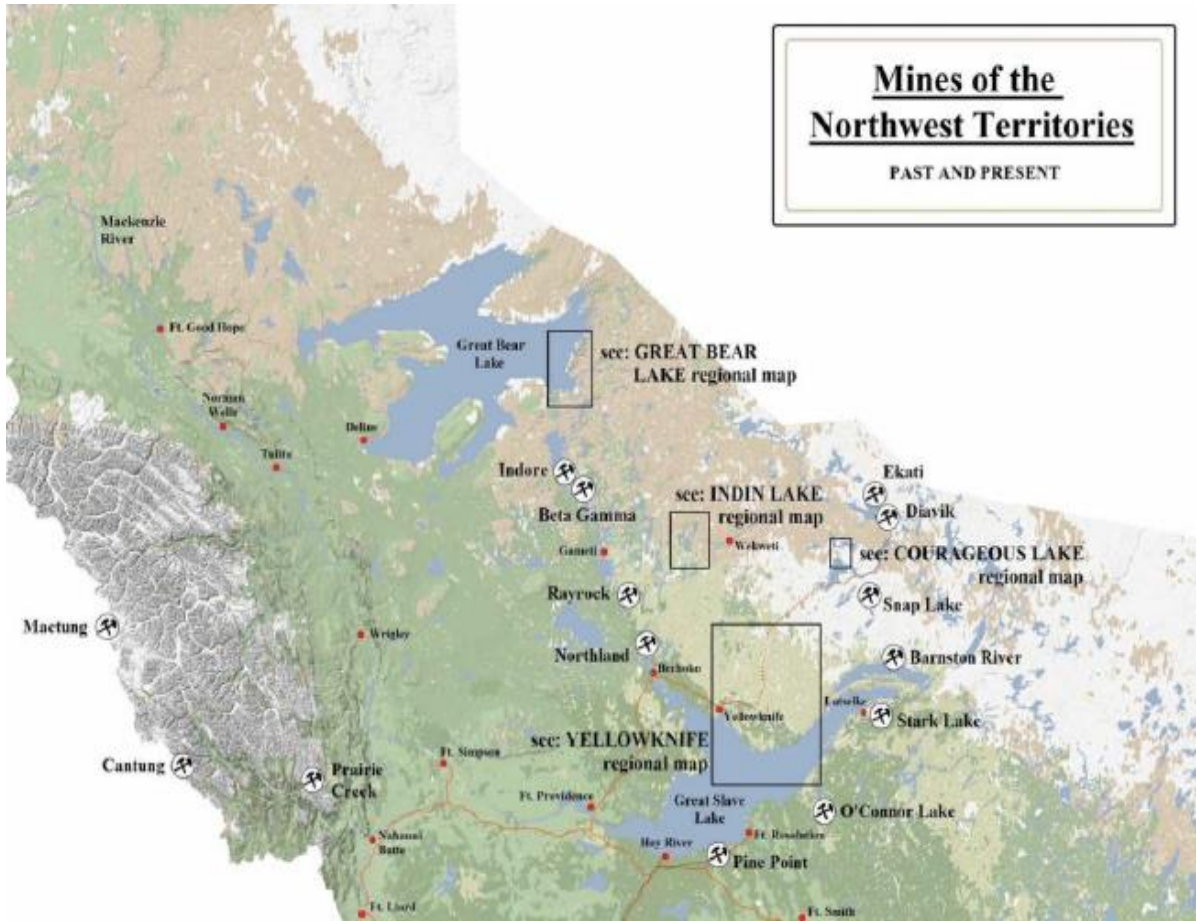 Mines of the
Northwest Territories
PAST AND PRESENT
Mackenzie
River
Ft. Good Hope
Great Bear
Lake
see: GREAT BEAR
LAKE regional map
Norman
Wells
Deline
Tulita
Indore
Beta Gamma
see: INDIN LAKE
regional map
Ekati
Diavik
Gameti
Wekweti
see: COURAGEOUS LAKE
regional map
Rayrock
Snap Lake
Mactung
Wrigley
Northland
Barnston River
Bechoko
Lutselke
Yellowknife
Stark Lake
see: YELLOWKNIFE
regional map
Cantung
Prairie
Creek
Ft. Simpson
Ft. Providence
Great Slave
Lake
O'Connor Lake
Nahanni
Butte
Hay River
Ft. Resolution
Pine Point
Ft. Liard
Ft. Smith